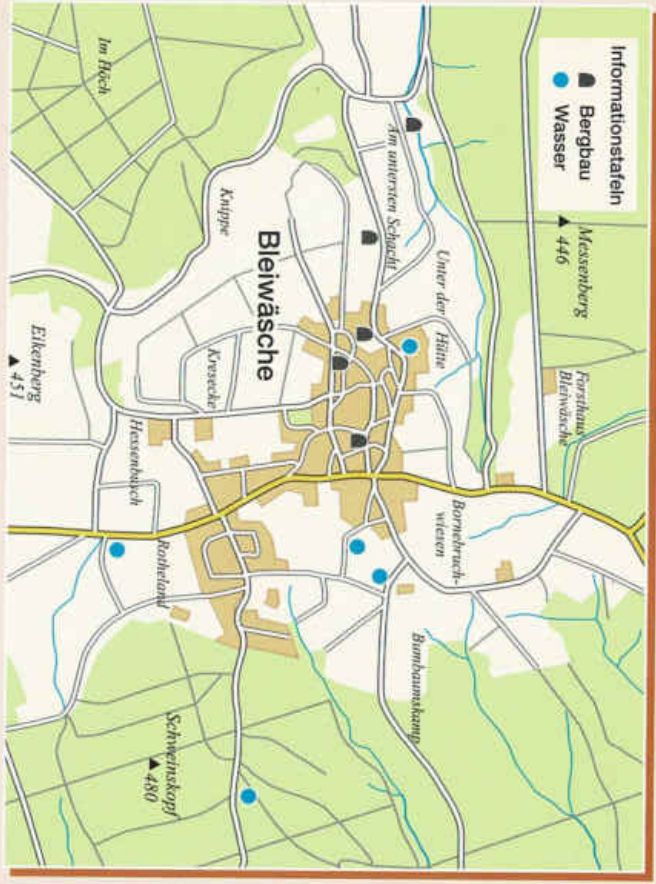 Informationstafeln
Bergbau
Wasser
Messenberg
▲ 446
Forsthaus
Bleiwäsche
Im Höch
Am untersten Schacht
Unter der Hütte
Knippe
Bleiwäsche
Kresecke
Bornebruch-
wiesen
Eikenberg
▲ 451
Hessenbusch
Rotheland
Bumbaumskamp
Schweinskopf
▲ 480